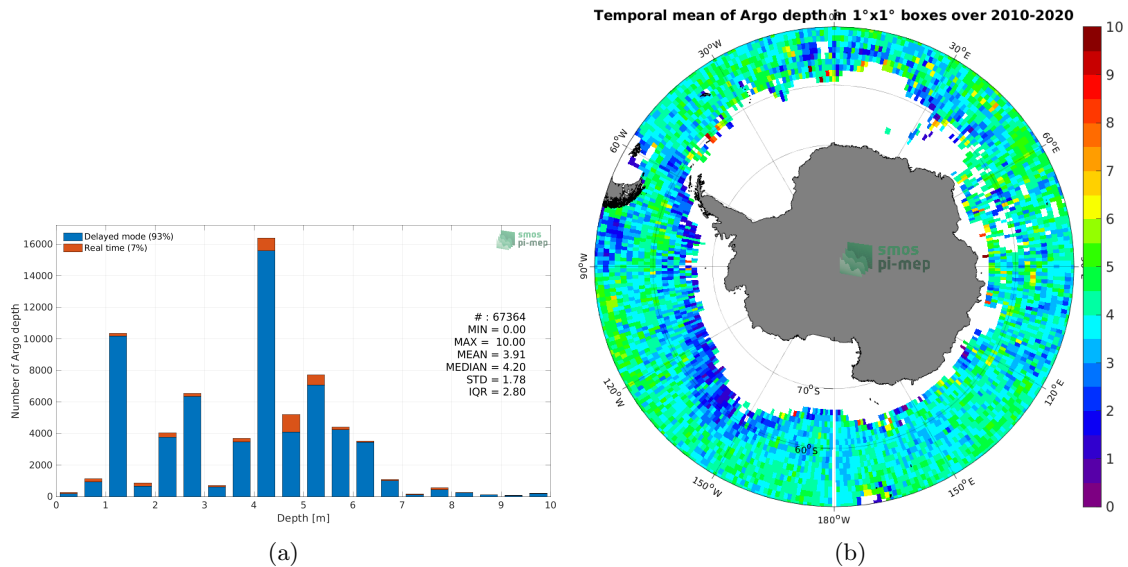 Delayed mode (93%)
Real time (7%)
smos
pi-mep
# : 67364
MIN = 0.00
MAX = 10.00
MEAN = 3.91
MEDIAN = 4.20
STD = 1.78
IQR = 2.80
Number of Argo depth
16000
14000
12000
10000
8000
6000
4000
2000
0
0 1 2 3 4 5 6 7 8 9 10
Depth [m]
(a)
Temporal mean of Argo depth in 1°x1° boxes over 2010-2020
30°W
30°E
60°W
60°E
90°W
smos
pi-mep
120°W
120°E
70°S
60°S
150°W
150°E
180°W
10
9
8
7
6
5
4
3
2
1
0
(b)